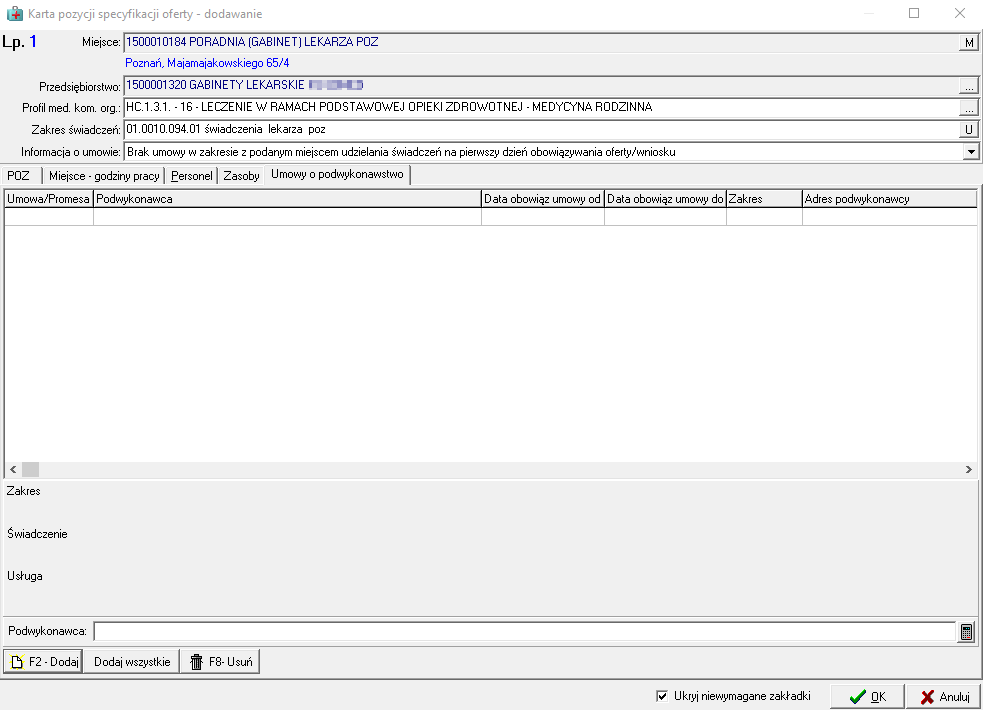 Karta pozycji specyfikacji oferty - dodawanie
Lp. 1 Miejsce: 1500010184 PORADNIA (GABINET) LEKARZA POZ M
Poznań, Majamajakowskiego 65/4
Przedsiębiorstwo: 1500001320 GABINETY LEKARSKIE ...
Profil med. kom. org.: HC.1.3.1. - 16 - LECZENIE W RAMACH PODSTAWOWEJ OPIEKI ZDROWOTNEJ - MEDYCYNA RODZINNA ...
Zakres świadczeń: 01.0010.094.01 świadczenia lekarza poz U
Informacja o umowie: Brak umowy w zakresie z podanym miejscem udzielania świadczeń na pierwszy dzień obowiązywania oferty/wniosku
POZ Miejsce - godziny pracy Personel Zasoby Umowy o podwykonawstwo
Umowa/Promesa Podwykonawca Data obowiąz umowy od Data obowiąz umowy do Zakres Adres podwykonawcy
Zakres
Świadczenie
Usługa
Podwykonawca:
F2 - Dodaj Dodaj wszystkie F8- Usuń
Ukryj niewymagane zakładki OK Anuluj